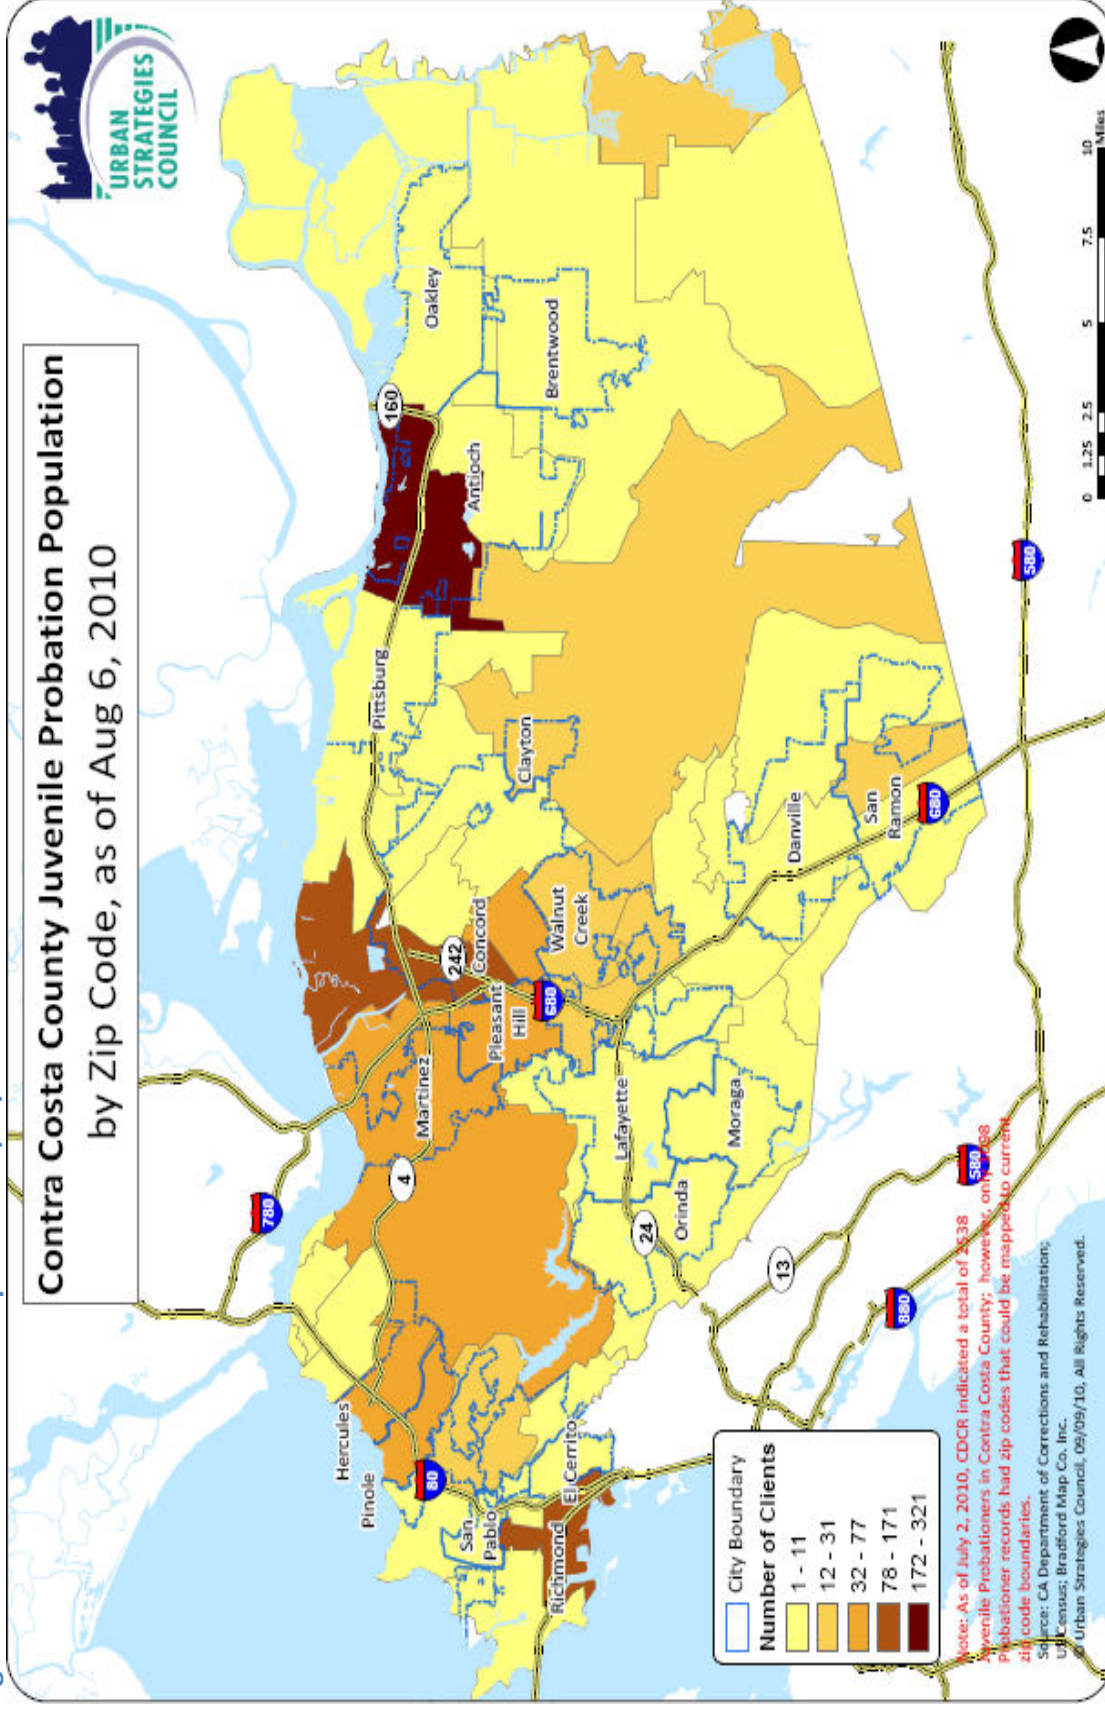 Contra Costa County Juvenile Probation Population
by Zip Code, as of Aug 6, 2010
URBAN
STRATEGIES
COUNCIL
780
4
160
Hercules
Pinole
80
Martinez
Pittsburg
Oakley
242
Concord
Antioch
San
Pablo
Pleasant
Hill
680
Clayton
Brentwood
Richmond
El Cerrito
Walnut
Creek
Lafayette
24
Orinda
Moraga
Danville
13
San
Ramon
680
880
580
580
City Boundary
Number of Clients
1 - 11
12 - 31
32 - 77
78 - 171
172 - 321
Note: As of July 2, 2010, CDCR indicated a total of 2538
Juvenile Probationers in Contra Costa County; however, only
Probationer records had zip codes that could be mapped to current
zip code boundaries.
Source: CA Department of Corrections and Rehabilitation;
US Census; Bradford Map Co. Inc.
© Urban Strategies Council, 09/09/10, All Rights Reserved.
0 1.25 2.5 5 7.5 10
Miles